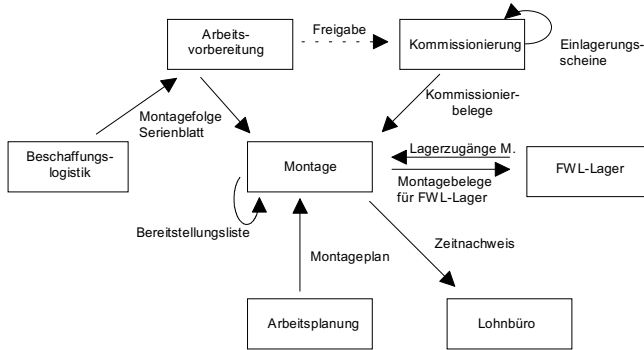 Arbeits-
vorbereitung
Freigabe
Kommissionierung
Einlagerungs-
scheine
Montagefolge
Serienblatt
Kommissionier-
belege
Beschaffungs-
logistik
Montage
Lagerzugänge M.
Montagebelege
für FWL-Lager
FWL-Lager
Bereitstellungsliste
Montageplan
Zeitnachweis
Arbeitsplanung
Lohnbüro